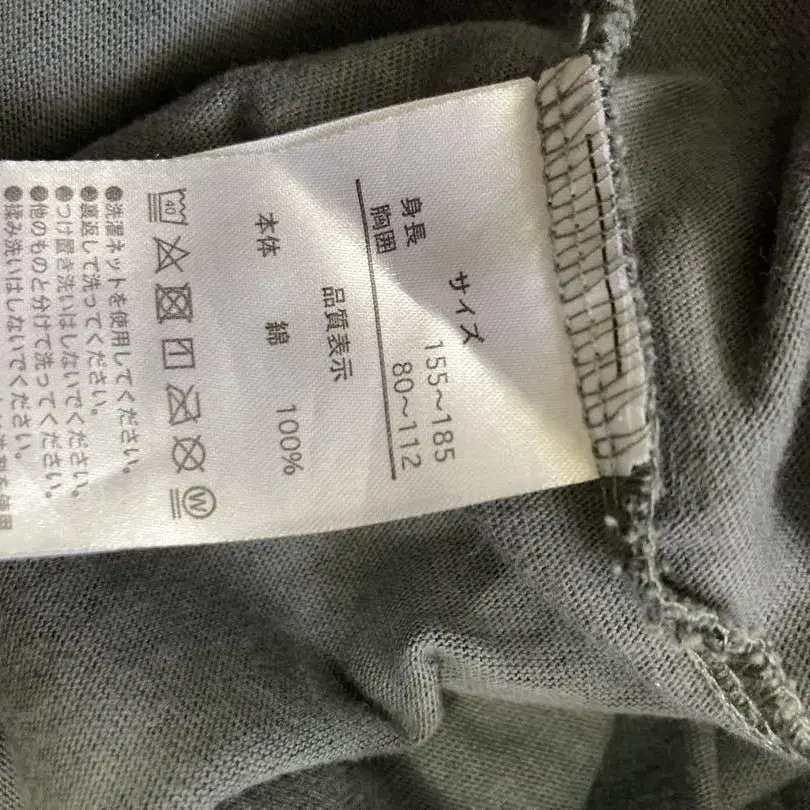 サイズ
身長 155~185
胸囲 80~112
品質表示
本体 綿 100%
40
W
●洗濯ネットを使用してください。
●裏返して洗ってください。
●つけ置き洗いはしないでください。
●他のものと分けて洗ってください。
●揉み洗いはしないでください。